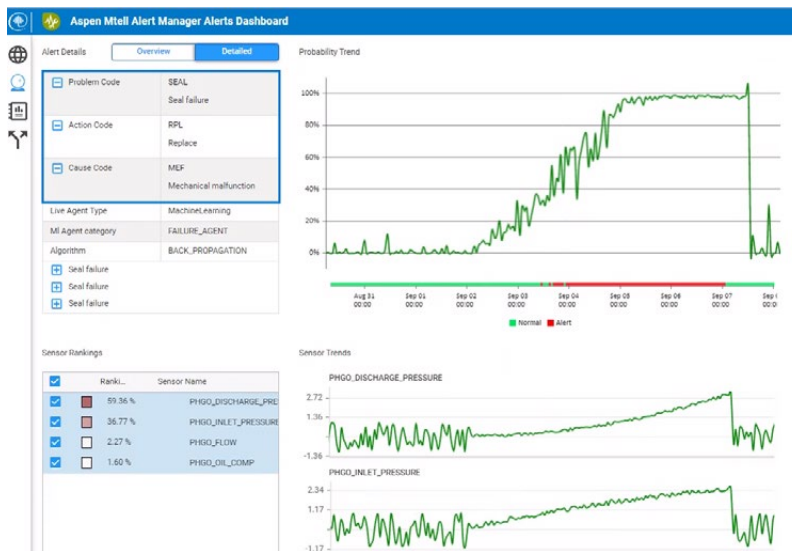 Aspen Mtell Alert Manager Alerts Dashboard
Alert Details
Overview
Detailed
Problem Code
SEAL
Seal failure
Action Code
RPL
Replace
Cause Code
MEF
Mechanical malfunction
Live Agent Type
MachineLearning
Ml Agent category
FAILURE_AGENT
Algorithm
BACK_PROPAGATION
Seal failure
Seal failure
Seal failure
Probability Trend
100%
80%
60%
40%
20%
0%
Aug 31 Sep 01 Sep 02 Sep 03 Sep 04 Sep 05 Sep 06 Sep 07 Sep
00:00 00:00 00:00 00:00 00:00 00:00 00:00 00:00 00:0
Normal Alert
Sensor Rankings
Ranki... Sensor Name
59.36 % PHGO_DISCHARGE_PRE
36.77 % PHGO_INLET_PRESSURE
2.27 % PHGO_FLOW
1.60 % PHGO_OIL_COMP
Sensor Trends
PHGO_DISCHARGE_PRESSURE
2.72
1.36
-1.36
PHGO_INLET_PRESSURE
2.34
1.17
-1.17